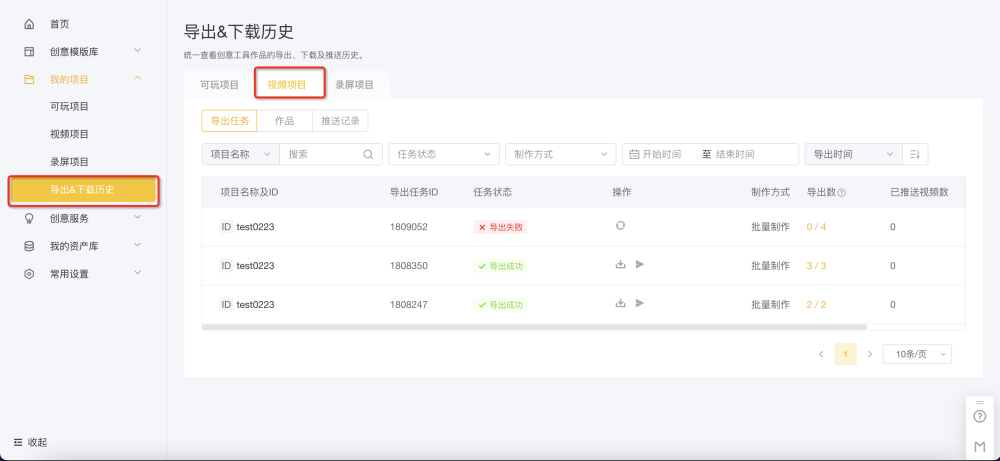 首页
创意模版库
我的项目
可玩项目
视频项目
录屏项目
导出&下载历史
创意服务
我的资产库
常用设置
收起
导出&下载历史
统一查看创意工具作品的导出、下载及推送历史。
可玩项目 视频项目 录屏项目
导出任务 作品 推送记录
项目名称 搜索 任务状态 制作方式 开始时间 至 结束时间 导出时间
项目名称及ID 导出任务ID 任务状态 操作 制作方式 导出数 已推送视频数
ID test0223 1809052 导出失败 批量制作 0 / 4 0
ID test0223 1808350 导出成功 批量制作 3 / 3 0
ID test0223 1808247 导出成功 批量制作 2 / 2 0
1 10条/页